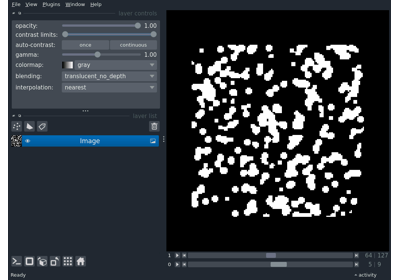 File View Plugins Window Help
layer controls
opacity: 1.00
contrast limits:
auto-contrast: once continuous
gamma: 1.00
colormap: gray
blending: translucent_no_depth
interpolation: nearest
layer list
Image
1 64 127
0 5 9
Ready activity